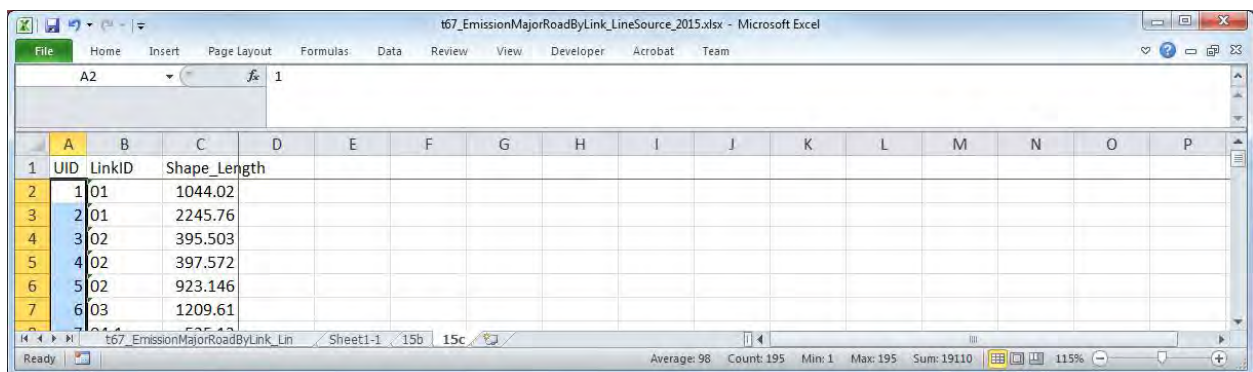 t67_EmissionMajorRoadByLink_LineSource_2015.xlsx - Microsoft Excel
File Home Insert Page Layout Formulas Data Review View Developer Acrobat Team
A2 fx 1
A B C D E F G H I J K L M N O P
1 UID LinkID Shape_Length
2 1 01 1044.02
3 2 01 2245.76
4 3 02 395.503
5 4 02 397.572
6 5 02 923.146
7 6 03 1209.61
t67_EmissionMajorRoadByLink_Lin Sheet1-1 15b 15c
Ready Average: 98 Count: 195 Min: 1 Max: 195 Sum: 19110 115%